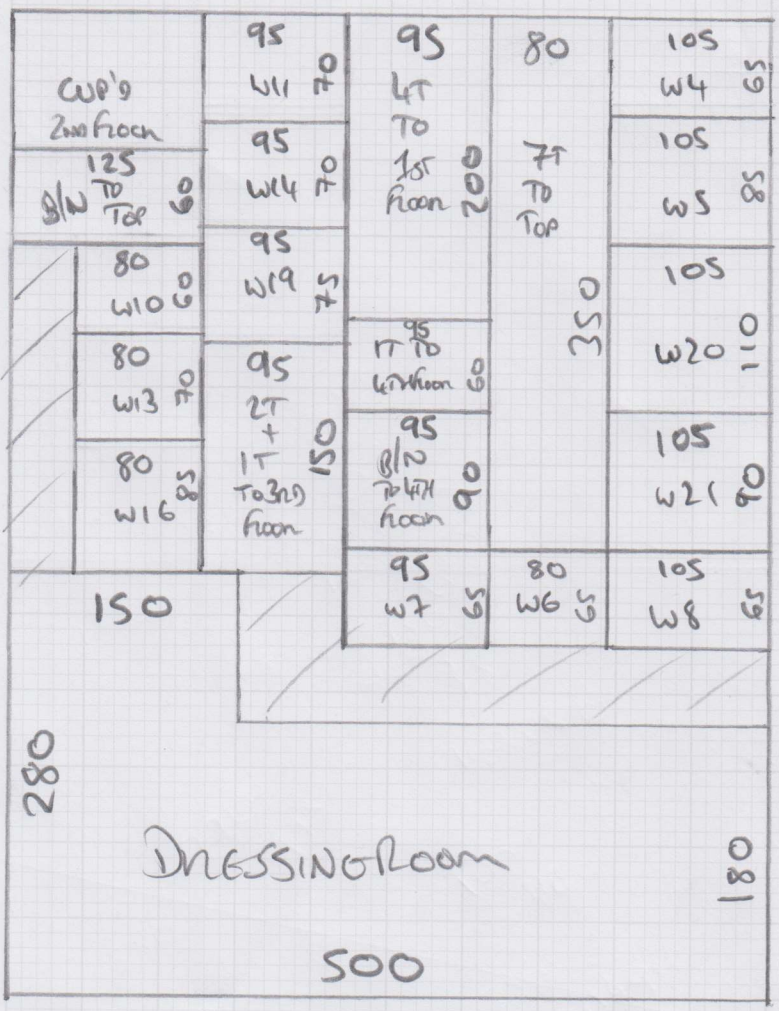 CUP'D
2ND Floor
125
B/N TO
TOP
60
80
W10
60
80
W13
70
80
W16
85
95
W11
70
95
W14
70
95
W19
75
95
2T
+
1T
TO 3RD
Floor
150
95
4T
TO
1st
Floor
200
95
1T TO
4TH Floor
60
95
B/N
TO 4TH
Floor
90
95
W7
65
80
7T
TO
TOP
350
80
W6
65
105
W4
65
105
W5
85
105
W20
110
105
W21
90
105
W8
65
150
280
DRESSING ROOM
180
500